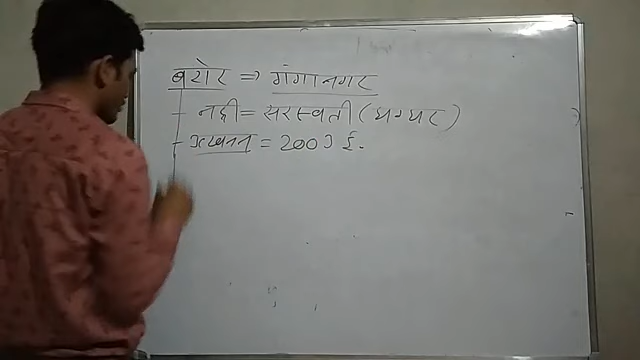 बरोर ⇒ गंगानगर
- नदी = सरस्वती (घग्घर)
- उत्खनन = 2003 ई.